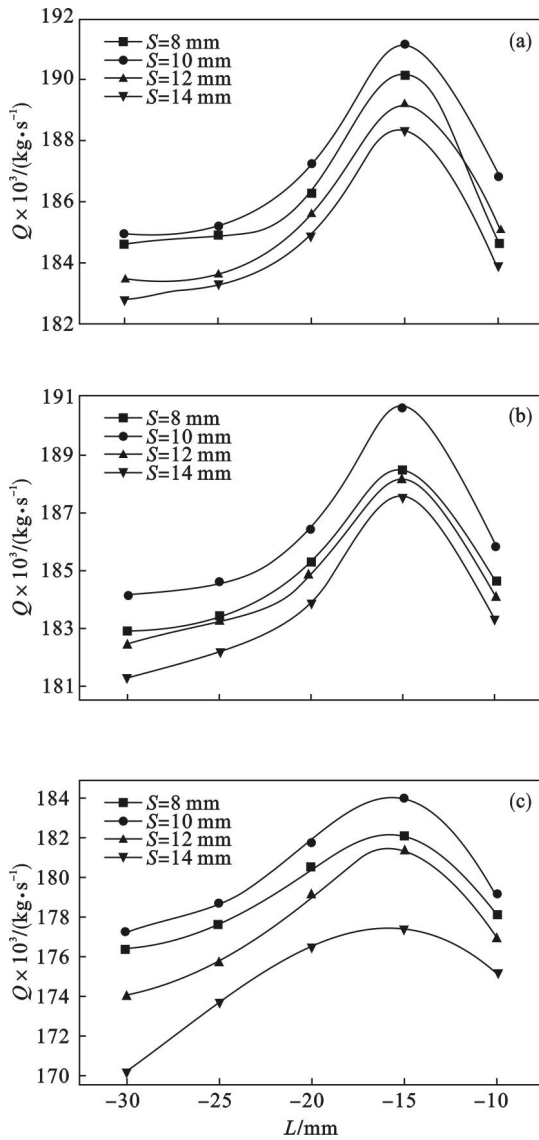 192
190
188
186
184
182
Q×10³/(kg•s⁻¹)
S=8 mm
S=10 mm
S=12 mm
S=14 mm
(a)
191
189
187
185
183
181
Q×10³/(kg•s⁻¹)
S=8 mm
S=10 mm
S=12 mm
S=14 mm
(b)
184
182
180
177
176
174
172
170
Q×10³/(kg•s⁻¹)
S=8 mm
S=10 mm
S=12 mm
S=14 mm
(c)
−30 −25 −20 −15 −10
L/mm